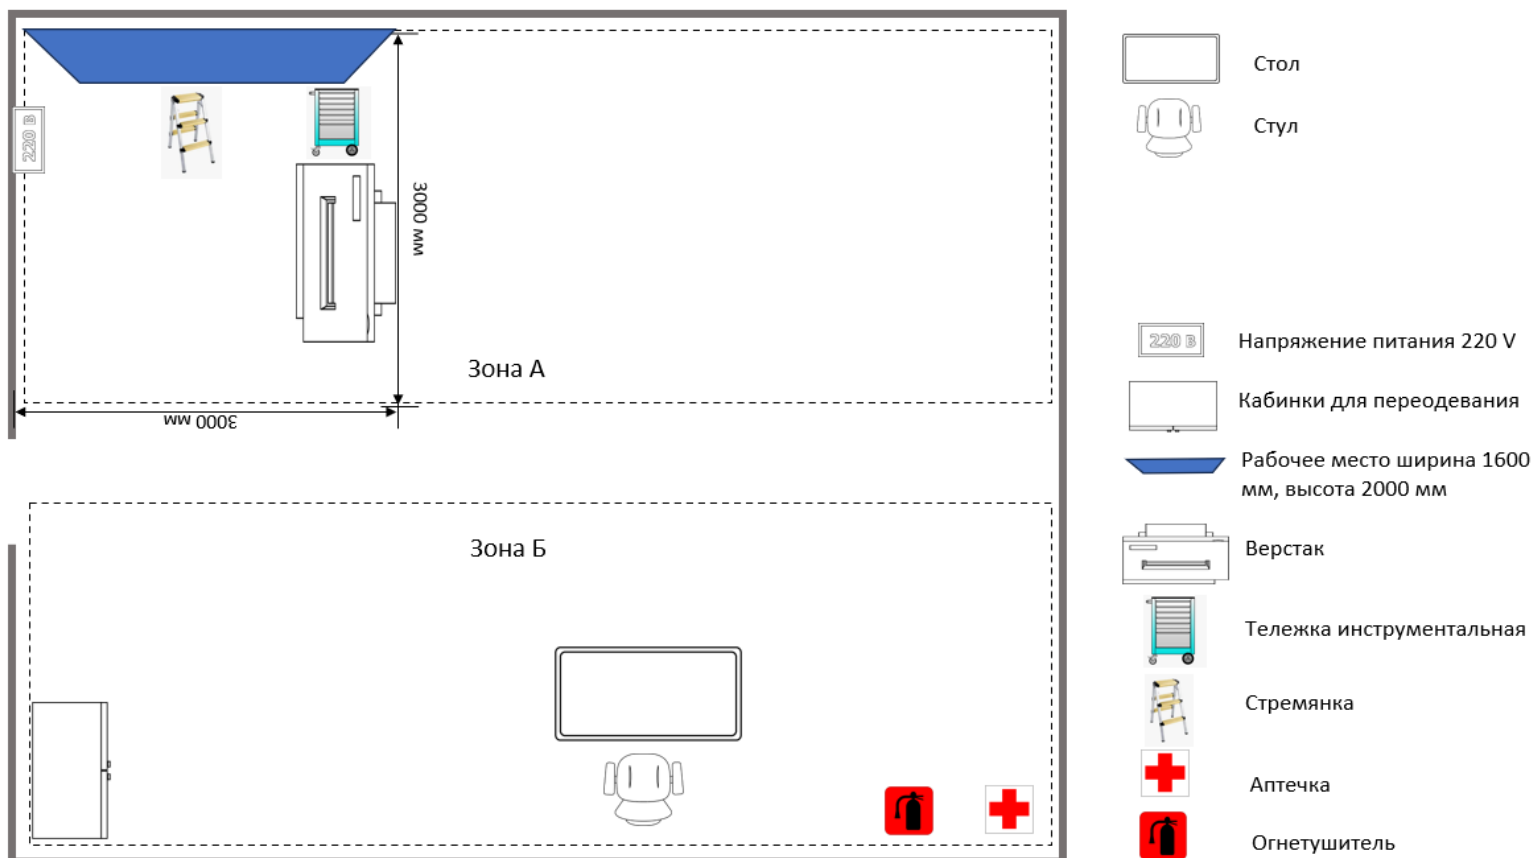 220 В
3000 мм
Зона А
3000 мм
Зона Б
Стол
Стул
220 В
Напряжение питания 220 V
Кабинки для переодевания
Рабочее место ширина 1600
мм, высота 2000 мм
Верстак
Тележка инструментальная
Стремянка
Аптечка
Огнетушитель